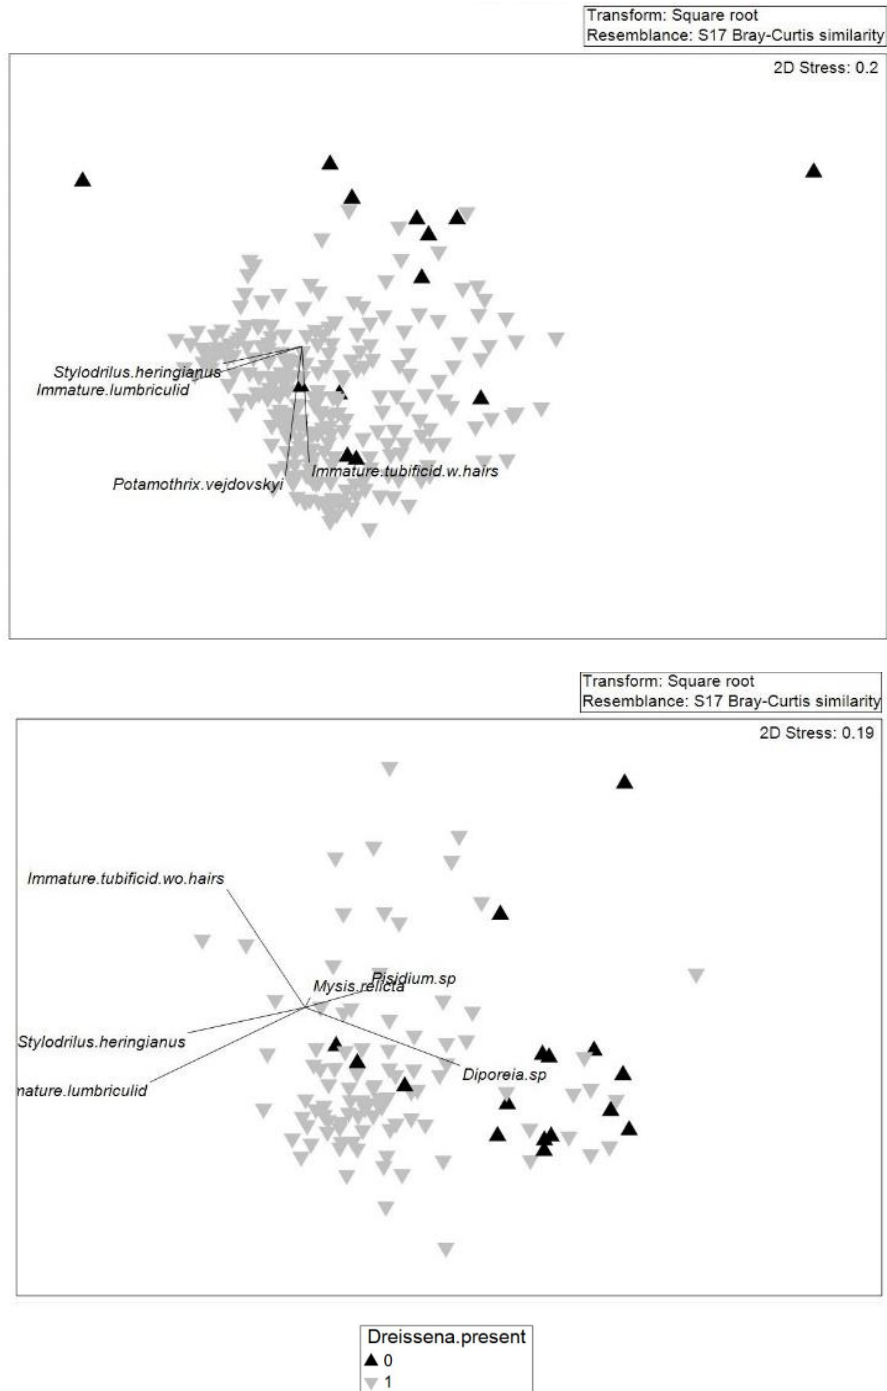 Transform: Square root
Resemblance: S17 Bray-Curtis similarity
2D Stress: 0.2
Stylodrilus.heringianus
Immature.lumbriculid
Immature.tubificid.w.hairs
Potamothrix.vejdovskyi
Transform: Square root
Resemblance: S17 Bray-Curtis similarity
2D Stress: 0.19
Immature.tubificid.wo.hairs
Pisidium.sp
Mysis.relicta
Stylodrilus.heringianus
Diporeia.sp
mature.lumbriculid
Dreissena.present
0
1